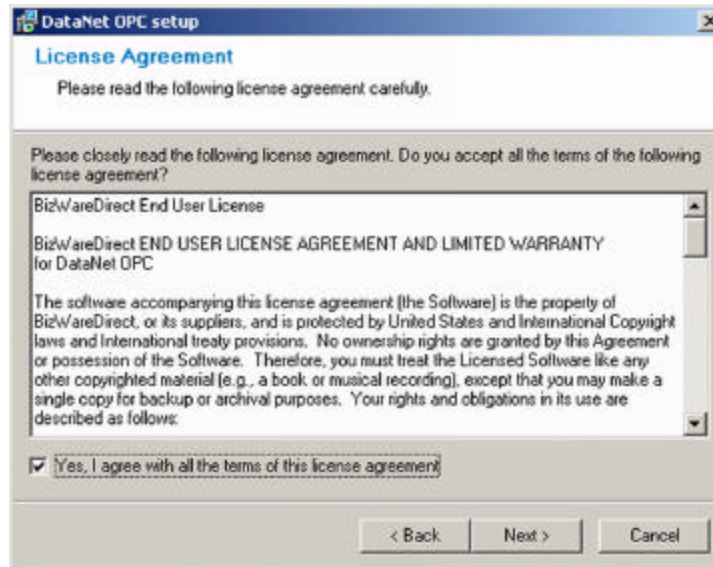 DataNet OPC setup
License Agreement
Please read the following license agreement carefully.
Please closely read the following license agreement. Do you accept all the terms of the following
license agreement?
BizWareDirect End User License
BizWareDirect END USER LICENSE AGREEMENT AND LIMITED WARRANTY
for DataNet OPC
The software accompanying this license agreement (the Software) is the property of
BizWareDirect, or its suppliers, and is protected by United States and International Copyright
laws and International treaty provisions.  No ownership rights are granted by this Agreement
or possession of the Software.  Therefore, you must treat the Licensed Software like any
other copyrighted material (e.g., a book or musical recording), except that you may make a
single copy for backup or archival purposes.  Your rights and obligations in its use are
described as follows:
Yes, I agree with all the terms of this license agreement
< Back
Next >
Cancel